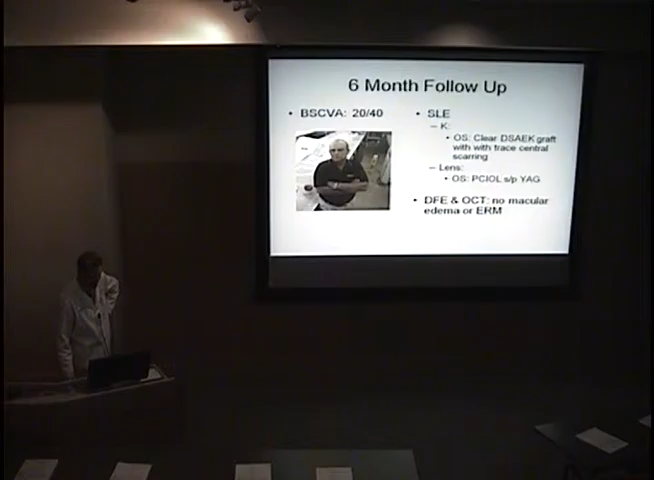 6 Month Follow Up
• BSCVA: 20/40
• SLE
– K:
• OS: Clear DSAEK graft
with with trace central
scarring
– Lens:
• OS: PCIOL s/p YAG
• DFE & OCT: no macular
edema or ERM